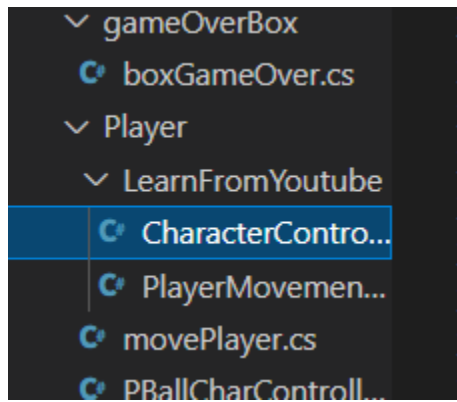 gameOverBox
C# boxGameOver.cs
Player
LearnFromYoutube
C# CharacterContro...
C# PlayerMovemen...
C# movePlayer.cs
C# PBallCharControll...